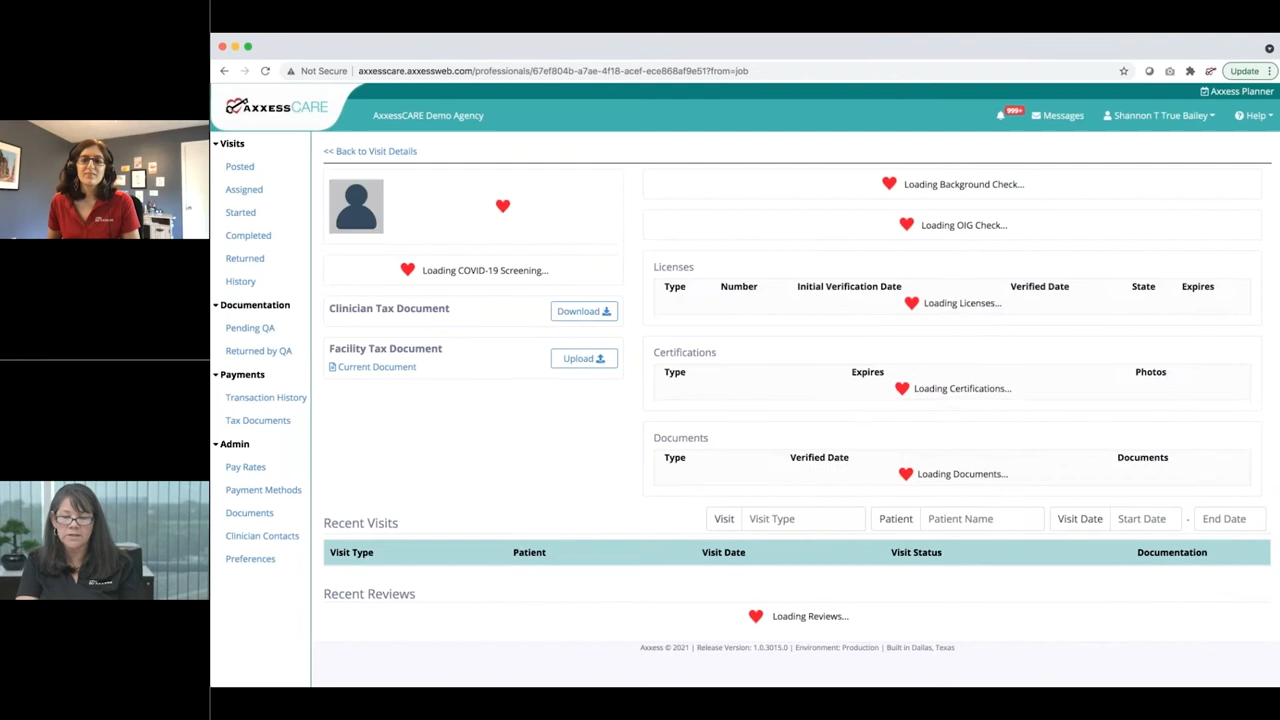 Not Secure | axxesscare.axxessweb.com/professionals/67ef804b-a7ae-4f18-acef-ece868af9e51?from=job
Update
Axxess Planner
AXXESSCARE
AxxessCARE Demo Agency
999+
Messages
Shannon T True Bailey
Help
Visits
Posted
Assigned
Started
Completed
Returned
History
Documentation
Pending QA
Returned by QA
Payments
Transaction History
Tax Documents
Admin
Pay Rates
Payment Methods
Documents
Clinician Contacts
Preferences
<< Back to Visit Details
Loading COVID-19 Screening...
Clinician Tax Document
Download
Facility Tax Document
Upload
Current Document
Loading Background Check...
Loading OIG Check...
Licenses
Type Number Initial Verification Date Verified Date State Expires
Loading Licenses...
Certifications
Type Expires Photos
Loading Certifications...
Documents
Type Verified Date Documents
Loading Documents...
Recent Visits
Visit Visit Type Patient Patient Name Visit Date Start Date - End Date
Visit Type Patient Visit Date Visit Status Documentation
Recent Reviews
Loading Reviews...
Axxess © 2021 | Release Version: 1.0.3015.0 | Environment: Production | Built in Dallas, Texas